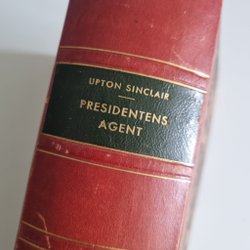 UPTON SINCLAIR
PRESIDENTENS
AGENT